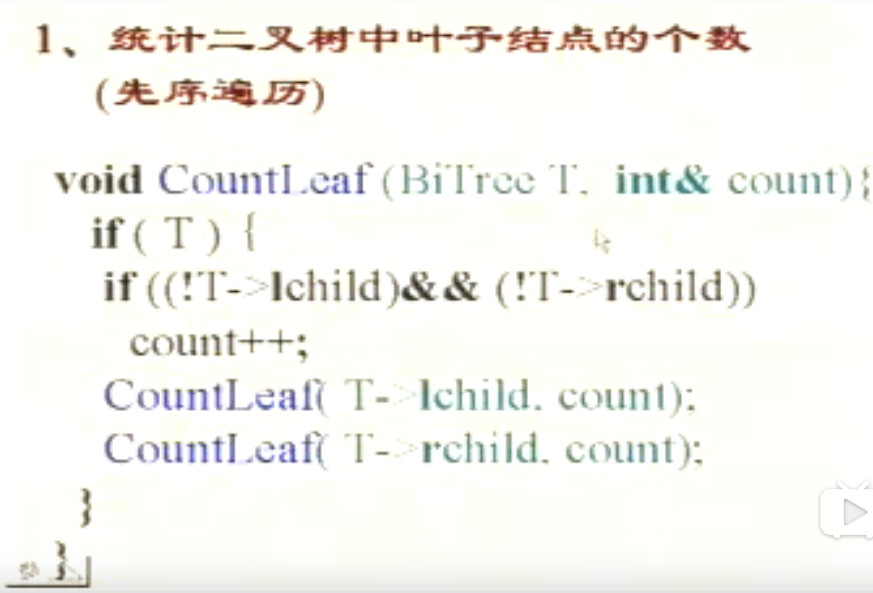 1、统计二叉树中叶子结点的个数
(先序遍历)
void CountLeaf (BiTree T, int& count){
if ( T ) {
if ((!T->lchild)&& (!T->rchild))
count++;
CountLeaf( T->lchild, count);
CountLeaf( T->rchild, count);
}
}